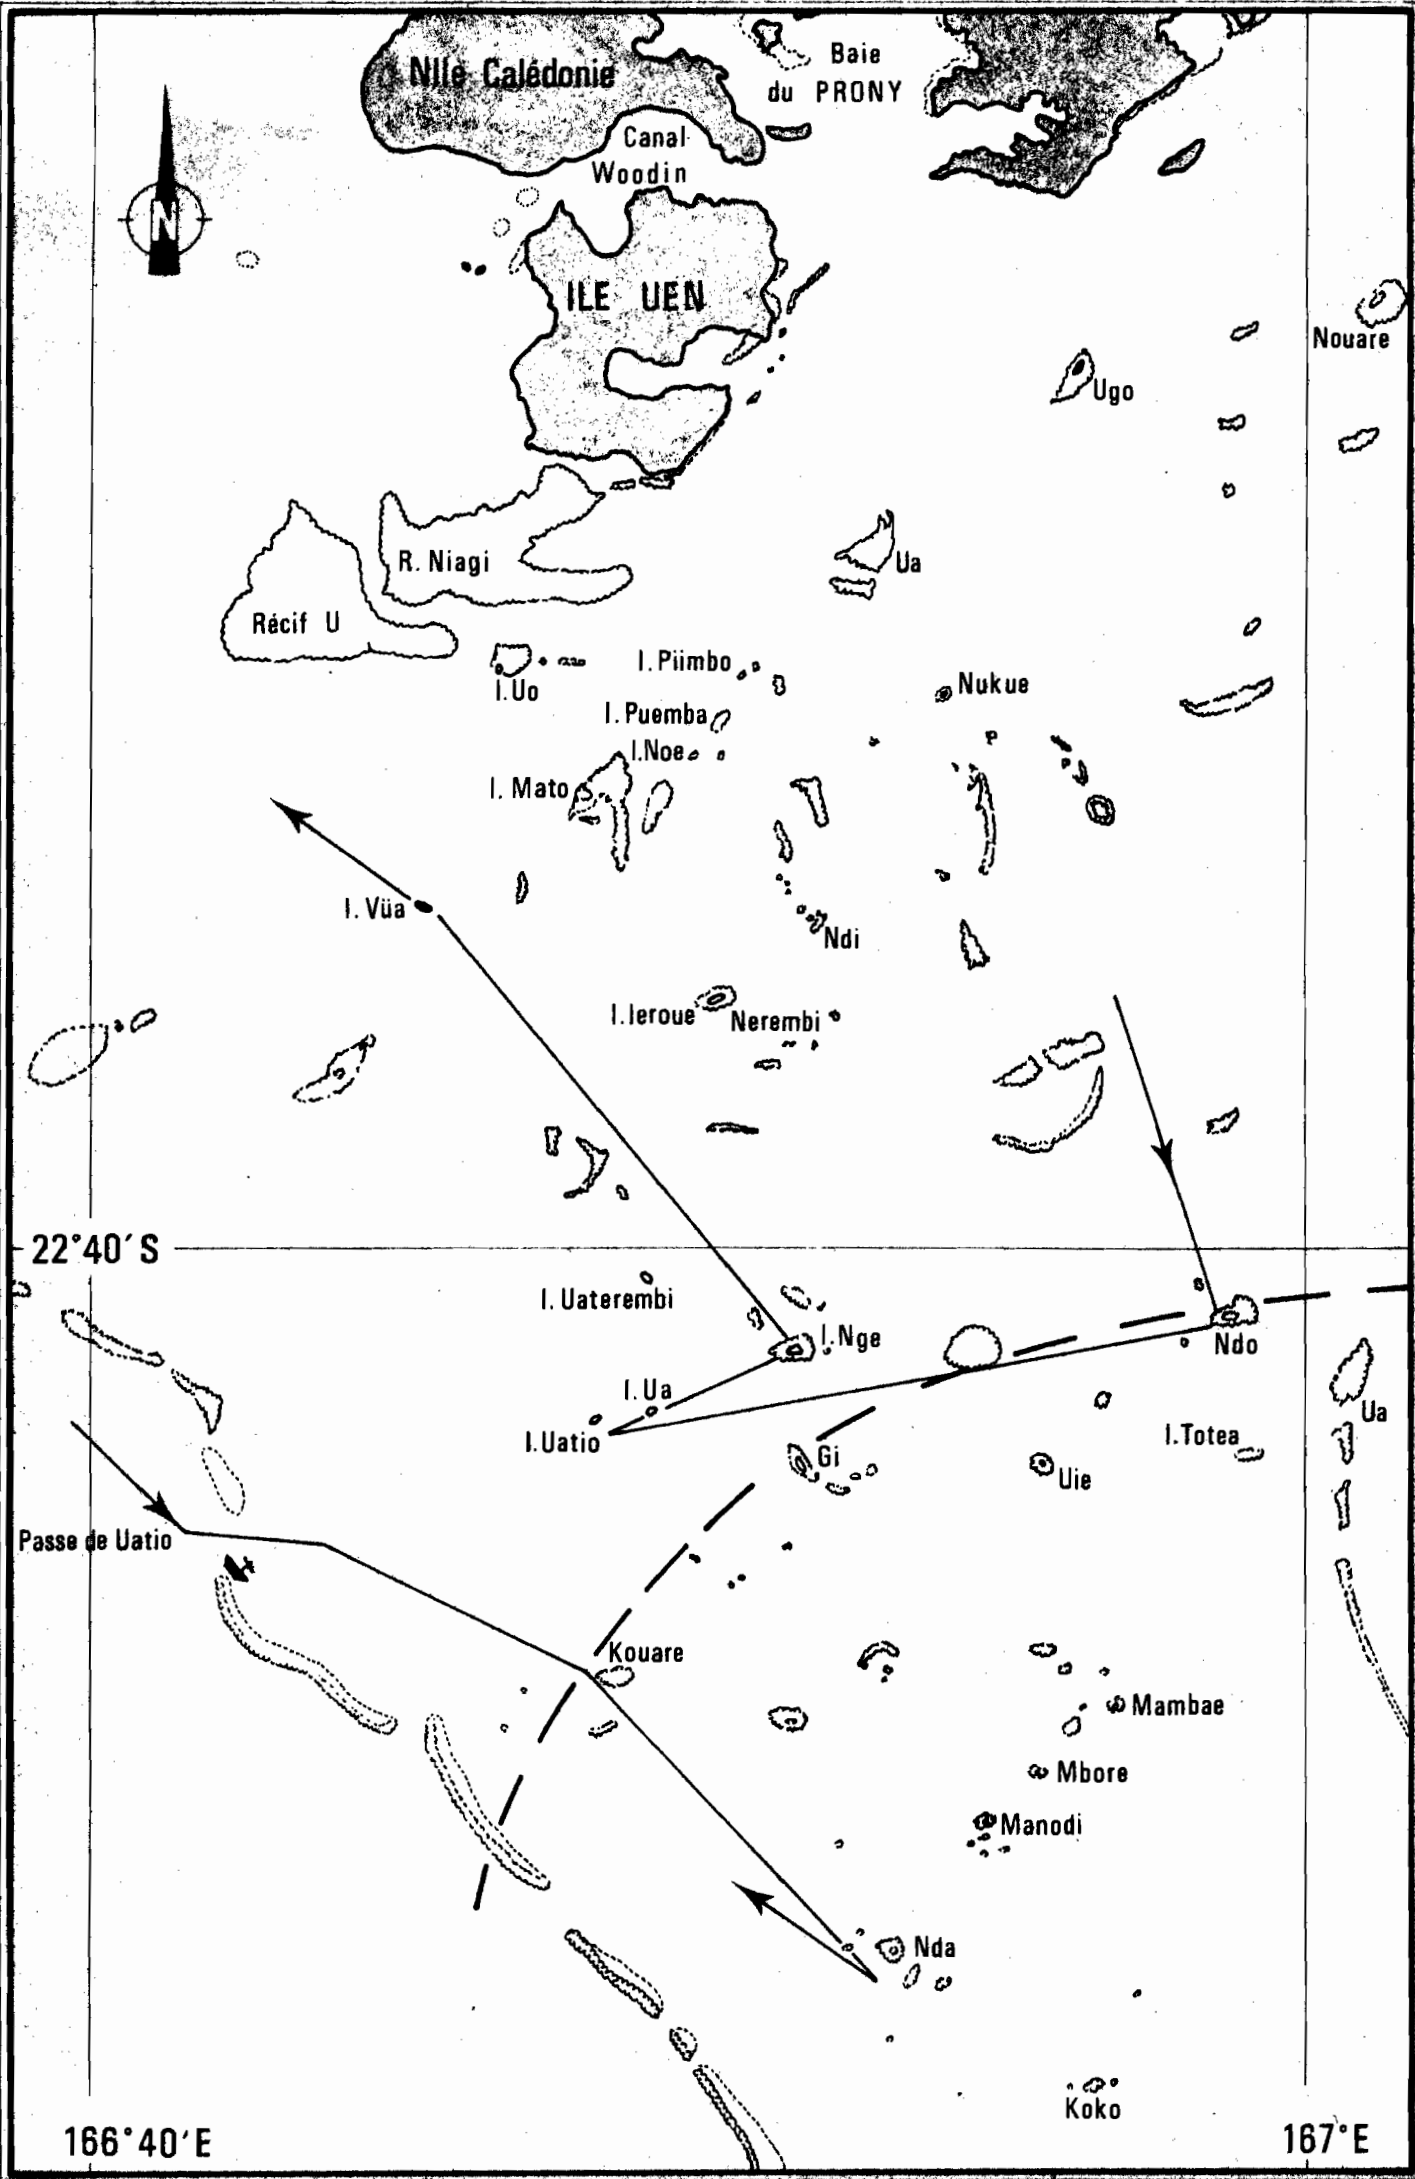 Nlle Calédonie
Baie
du PRONY
Canal
Woodin
N
ILE UEN
Nouare
Ugo
R. Niagi
Ua
Récif U
I. Uo
I. Piimbo
Nukue
I. Puemba
I. Noe
P
I. Mato
I. Vüa
Ndi
I. Ieroue
Nerembi
22°40'S
I. Uaterembi
I. Nge
Ndo
I. Ua
I. Uatio
Ua
I. Totea
Gi
Uie
Passe de Uatio
Kouare
Mambae
Mbore
Manodi
Nda
Koko
166°40'E
167°E